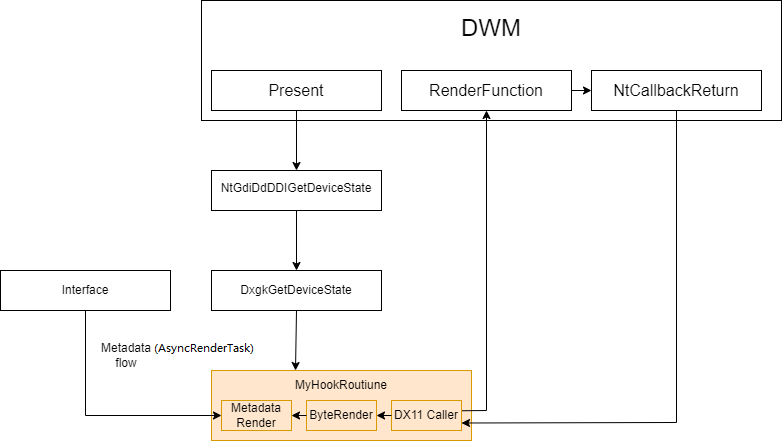 DWM
Present
RenderFunction
NtCallbackReturn
NtGdiDdDDIGetDeviceState
Interface
DxgkGetDeviceState
Metadata (AsyncRenderTask)
flow
MyHookRoutiune
Metadata
Render
ByteRender
DX11 Caller